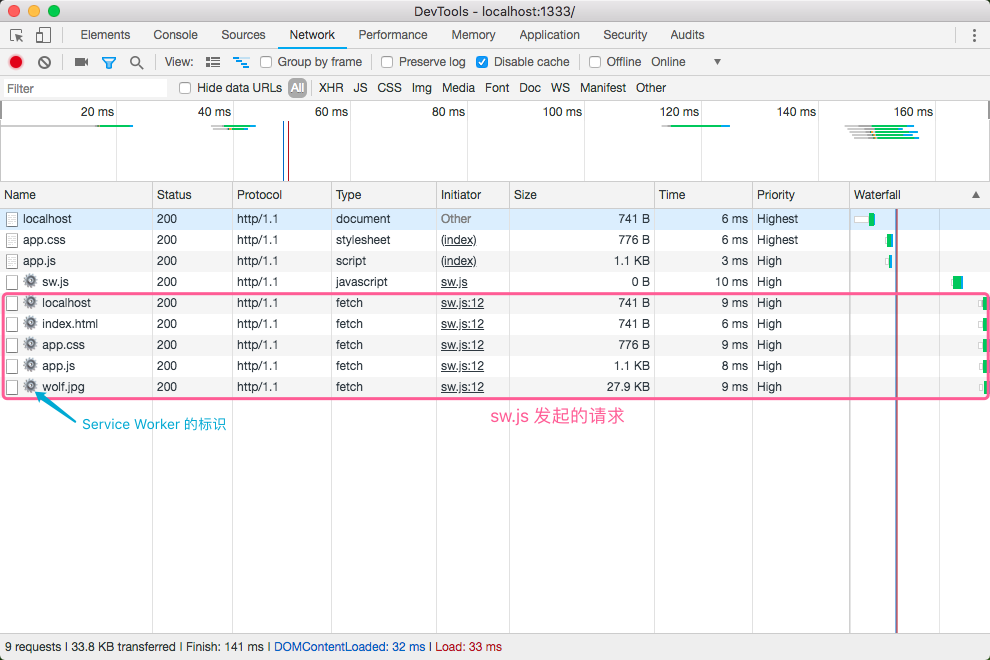 DevTools - localhost:1333/
Elements Console Sources Network Performance Memory Application Security Audits
View: Group by frame Preserve log Disable cache Offline Online
Filter Hide data URLs All XHR JS CSS Img Media Font Doc WS Manifest Other
20 ms 40 ms 60 ms 80 ms 100 ms 120 ms 140 ms 160 ms
Name Status Protocol Type Initiator Size Time Priority Waterfall
localhost 200 http/1.1 document Other 741 B 6 ms Highest
app.css 200 http/1.1 stylesheet (index) 776 B 6 ms Highest
app.js 200 http/1.1 script (index) 1.1 KB 3 ms High
sw.js 200 http/1.1 javascript sw.js 0 B 10 ms High
localhost 200 http/1.1 fetch sw.js:12 741 B 9 ms High
index.html 200 http/1.1 fetch sw.js:12 741 B 6 ms High
app.css 200 http/1.1 fetch sw.js:12 776 B 9 ms High
app.js 200 http/1.1 fetch sw.js:12 1.1 KB 8 ms High
wolf.jpg 200 http/1.1 fetch sw.js:12 27.9 KB 9 ms High
sw.js 发起的请求
Service Worker 的标识
9 requests | 33.8 KB transferred | Finish: 141 ms | DOMContentLoaded: 32 ms | Load: 33 ms